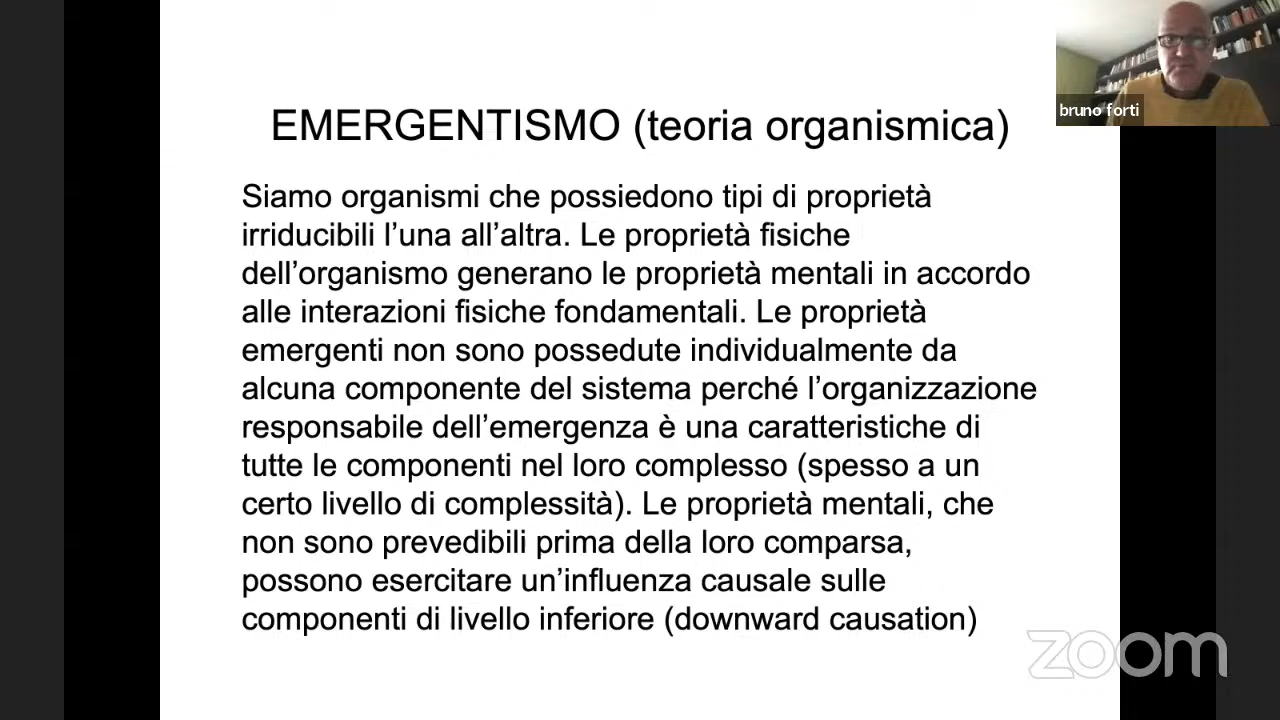 bruno forti
EMERGENTISMO (teoria organismica)
Siamo organismi che possiedono tipi di proprietà
irriducibili l’una all’altra. Le proprietà fisiche
dell’organismo generano le proprietà mentali in accordo
alle interazioni fisiche fondamentali. Le proprietà
emergenti non sono possedute individualmente da
alcuna componente del sistema perché l’organizzazione
responsabile dell’emergenza è una caratteristiche di
tutte le componenti nel loro complesso (spesso a un
certo livello di complessità). Le proprietà mentali, che
non sono prevedibili prima della loro comparsa,
possono esercitare un’influenza causale sulle
componenti di livello inferiore (downward causation)
zoom